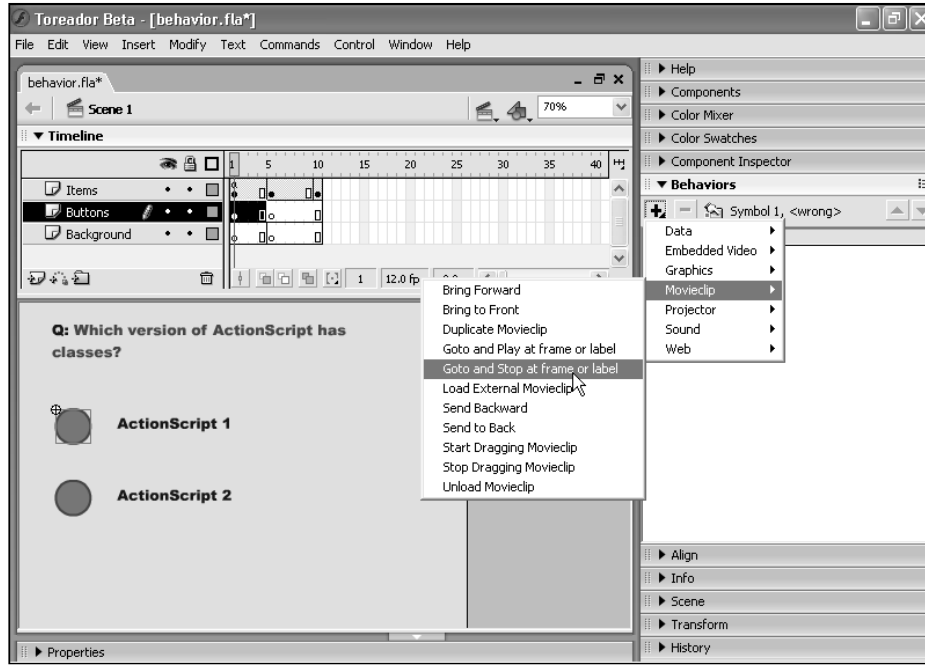 Toreador Beta - [behavior.fla*]
File Edit View Insert Modify Text Commands Control Window Help
behavior.fla*
Scene 1
70%
Timeline
1 5 10 15 20 25 30 35 40
Items
Buttons
Background
1 12.0 fp
Q: Which version of ActionScript has
classes?
ActionScript 1
ActionScript 2
Properties
Bring Forward
Bring to Front
Duplicate Movieclip
Goto and Play at frame or label
Goto and Stop at frame or label
Load External Movieclip
Send Backward
Send to Back
Start Dragging Movieclip
Stop Dragging Movieclip
Unload Movieclip
Help
Components
Color Mixer
Color Swatches
Component Inspector
Behaviors
Symbol 1, <wrong>
Data
Embedded Video
Graphics
Movieclip
Projector
Sound
Web
Align
Info
Scene
Transform
History